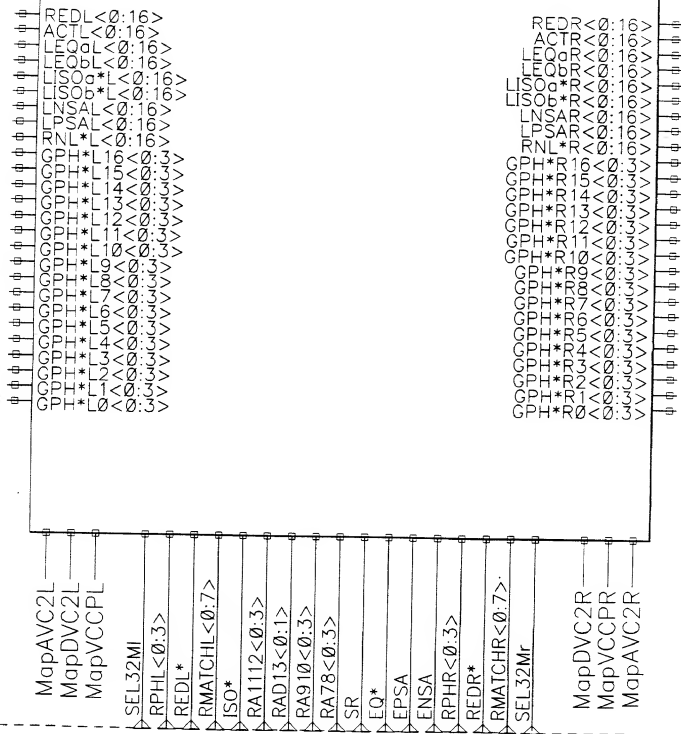 REDL<0:16>
ACTL<0:16>
LEQaL<0:16>
LEQbL<0:16>
LISOa*L<0:16>
LISOb*L<0:16>
LNSAL<0:16>
LPSAL<0:16>
RNL*L<0:16>
GPH*L16<0:3>
GPH*L15<0:3>
GPH*L14<0:3>
GPH*L13<0:3>
GPH*L12<0:3>
GPH*L11<0:3>
GPH*L10<0:3>
GPH*L9<0:3>
GPH*L8<0:3>
GPH*L7<0:3>
GPH*L6<0:3>
GPH*L5<0:3>
GPH*L4<0:3>
GPH*L3<0:3>
GPH*L2<0:3>
GPH*L1<0:3>
GPH*L0<0:3>
REDR<0:16>
ACTR<0:16>
LEQaR<0:16>
LEQbR<0:16>
LISOa*R<0:16>
LISOb*R<0:16>
LNSAR<0:16>
LPSAR<0:16>
RNL*R<0:16>
GPH*R16<0:3>
GPH*R15<0:3>
GPH*R14<0:3>
GPH*R13<0:3>
GPH*R12<0:3>
GPH*R11<0:3>
GPH*R10<0:3>
GPH*R9<0:3>
GPH*R8<0:3>
GPH*R7<0:3>
GPH*R6<0:3>
GPH*R5<0:3>
GPH*R4<0:3>
GPH*R3<0:3>
GPH*R2<0:3>
GPH*R1<0:3>
GPH*R0<0:3>
MapAVC2L
MapDVC2L
MapVCCPL
SEL32Ml
RPHL<0:3>
REDL*
RMATCHL<0:7>
ISO*
RA1112<0:3>
RAD13<0:1>
RA910<0:3>
RA78<0:3>
SR
EQ*
EPSA
ENSA
RPHR<0:3>
REDR*
RMATCHR<0:7>
SEL32Mr
MapDVC2R
MapVCCPR
MapAVC2R